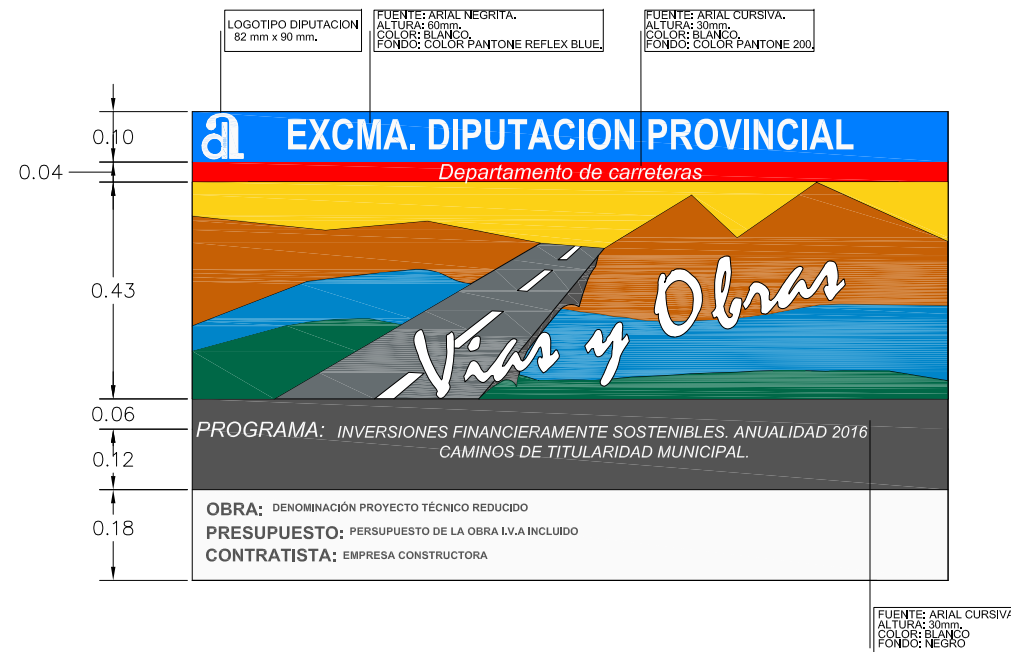 LOGOTIPO DIPUTACION
82 mm x 90 mm.
FUENTE: ARIAL NEGRITA.
ALTURA: 60mm.
COLOR: BLANCO.
FONDO: COLOR PANTONE REFLEX BLUE.
FUENTE: ARIAL CURSIVA.
ALTURA: 30mm.
COLOR: BLANCO.
FONDO: COLOR PANTONE 200.
0.10
EXCMA. DIPUTACION PROVINCIAL
0.04
Departamento de carreteras
0.43
Vías y Obras
0.06
PROGRAMA: INVERSIONES FINANCIERAMENTE SOSTENIBLES. ANUALIDAD 2016
CAMINOS DE TITULARIDAD MUNICIPAL.
0.12
0.18
OBRA: DENOMINACIÓN PROYECTO TÉCNICO REDUCIDO
PRESUPUESTO: PERSUPUESTO DE LA OBRA I.V.A INCLUIDO
CONTRATISTA: EMPRESA CONSTRUCTORA
FUENTE: ARIAL CURSIVA
ALTURA: 30mm.
COLOR: BLANCO
FONDO: NEGRO